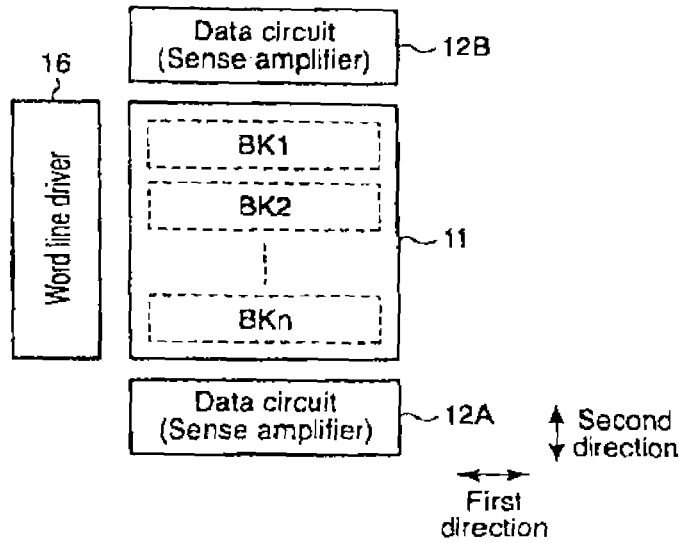 Data circuit
(Sense amplifier)
12B
16
Word line driver
BK1
BK2
BKn
11
Data circuit
(Sense amplifier)
12A
Second
direction
First
direction